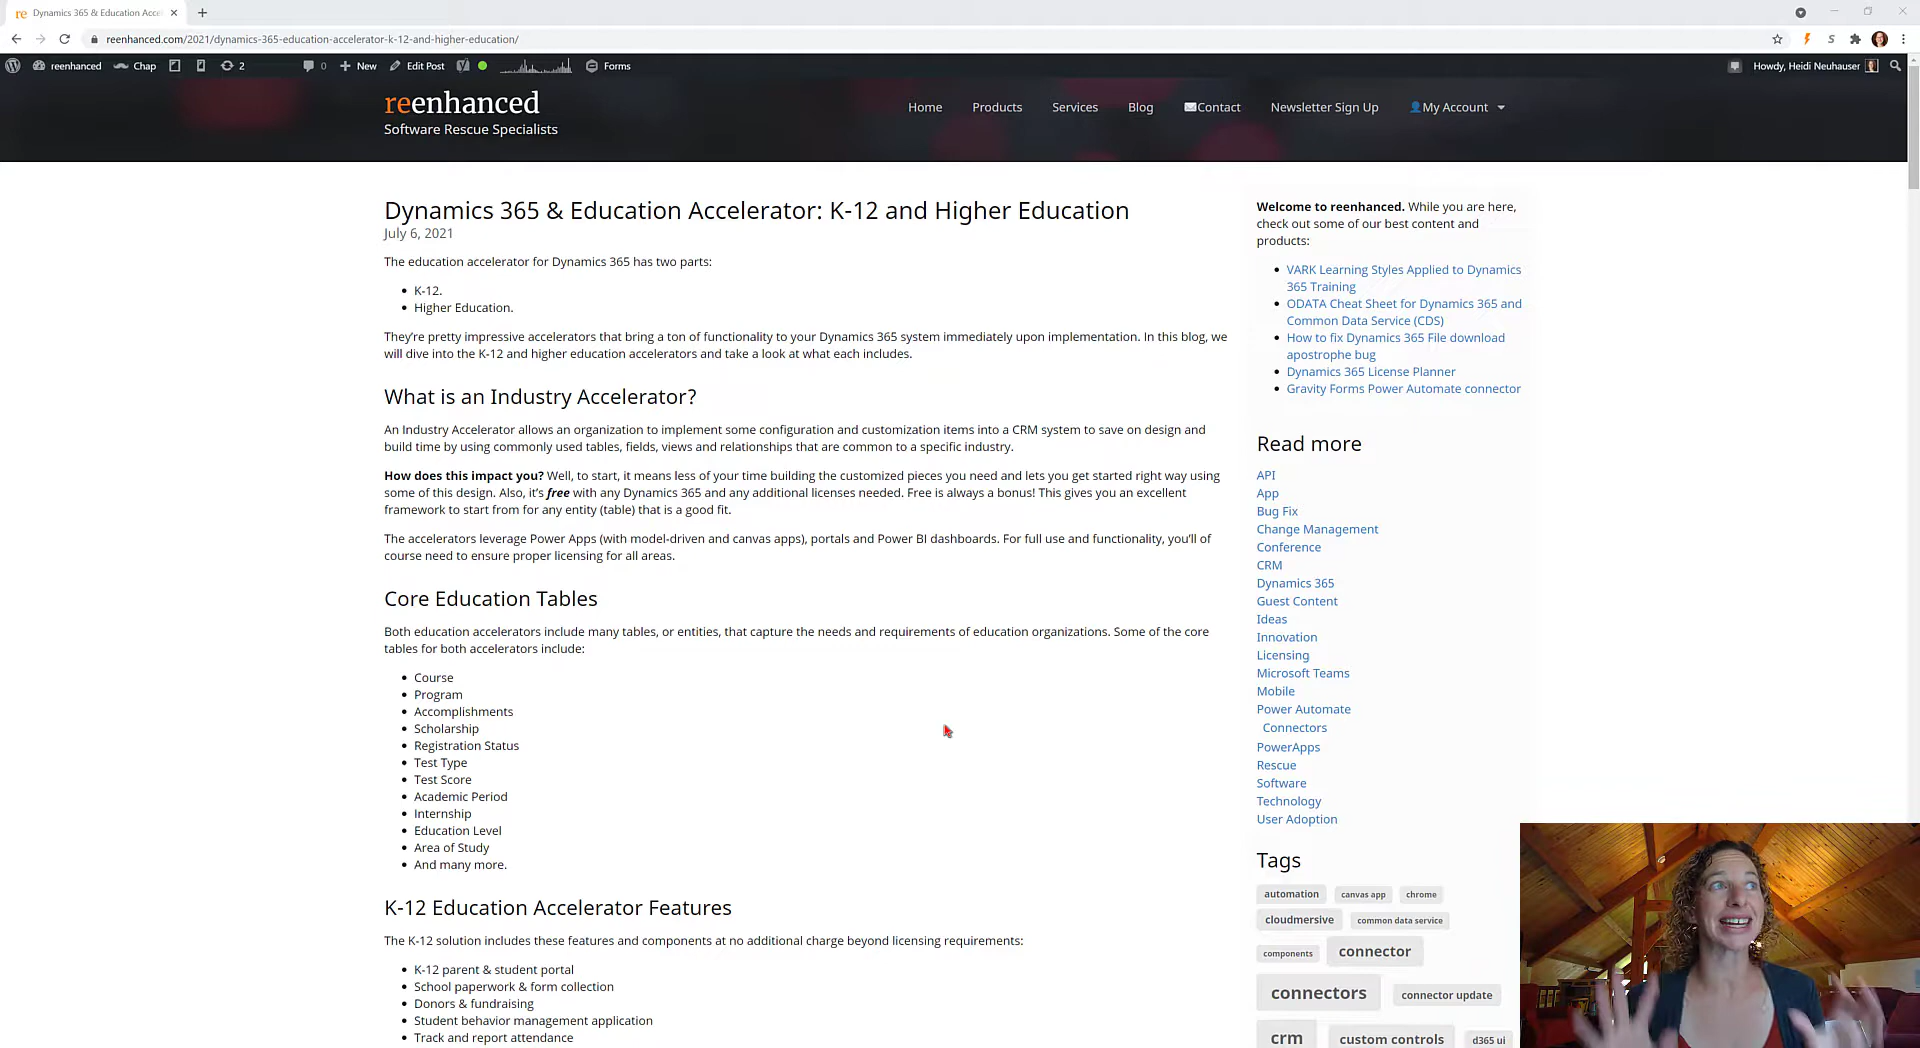 Dynamics 365 & Education Acce
reenhanced.com/2021/dynamics-365-education-accelerator-k-12-and-higher-education/
reenhanced Chap 2 0 New Edit Post Forms Howdy, Heidi Neuhauser
reenhanced
Software Rescue Specialists
Home Products Services Blog Contact Newsletter Sign Up My Account
Dynamics 365 & Education Accelerator: K-12 and Higher Education
July 6, 2021
The education accelerator for Dynamics 365 has two parts:
K-12.
Higher Education.
They’re pretty impressive accelerators that bring a ton of functionality to your Dynamics 365 system immediately upon implementation. In this blog, we
will dive into the K-12 and higher education accelerators and take a look at what each includes.
What is an Industry Accelerator?
An Industry Accelerator allows an organization to implement some configuration and customization items into a CRM system to save on design and
build time by using commonly used tables, fields, views and relationships that are common to a specific industry.
How does this impact you? Well, to start, it means less of your time building the customized pieces you need and lets you get started right way using
some of this design. Also, it’s free with any Dynamics 365 and any additional licenses needed. Free is always a bonus! This gives you an excellent
framework to start from for any entity (table) that is a good fit.
The accelerators leverage Power Apps (with model-driven and canvas apps), portals and Power BI dashboards. For full use and functionality, you’ll of
course need to ensure proper licensing for all areas.
Core Education Tables
Both education accelerators include many tables, or entities, that capture the needs and requirements of education organizations. Some of the core
tables for both accelerators include:
Course
Program
Accomplishments
Scholarship
Registration Status
Test Type
Test Score
Academic Period
Internship
Education Level
Area of Study
And many more.
K-12 Education Accelerator Features
The K-12 solution includes these features and components at no additional charge beyond licensing requirements:
K-12 parent & student portal
School paperwork & form collection
Donors & fundraising
Student behavior management application
Track and report attendance
Welcome to reenhanced. While you are here,
check out some of our best content and
products:
VARK Learning Styles Applied to Dynamics
365 Training
ODATA Cheat Sheet for Dynamics 365 and
Common Data Service (CDS)
How to fix Dynamics 365 File download
apostrophe bug
Dynamics 365 License Planner
Gravity Forms Power Automate connector
Read more
API
App
Bug Fix
Change Management
Conference
CRM
Dynamics 365
Guest Content
Ideas
Innovation
Licensing
Microsoft Teams
Mobile
Power Automate
Connectors
PowerApps
Rescue
Software
Technology
User Adoption
Tags
automation canvas app chrome
cloudmersive common data service
components connector
connectors connector update
crm custom controls d365 ui